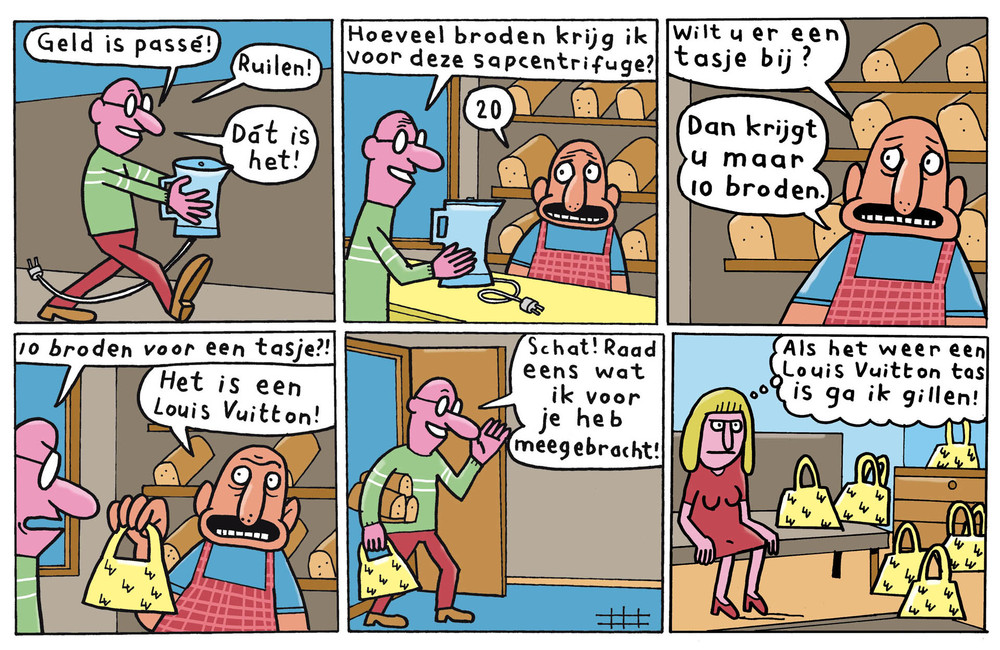 Geld is passé!
Ruilen!
Dát is
het!
Hoeveel broden krijg ik
voor deze sapcentrifuge?
20
Wilt u er een
tasje bij?
Dan krijgt
u maar
10 broden.
10 broden voor een tasje?!
Het is een
Louis Vuitton!
Schat! Raad
eens wat
ik voor
je heb
meegebracht!
Als het weer een
Louis Vuitton tas
is ga ik gillen!